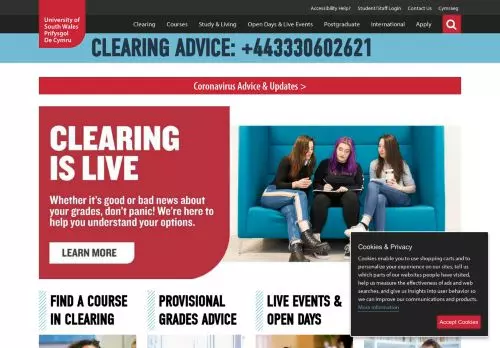 Accessibility Help? Student/Staff Login Contact Us Cymraeg
University of
South Wales
Prifysgol
De Cymru
Clearing Courses Study & Living Open Days & Live Events Postgraduate International Apply
CLEARING ADVICE: +443330602621
Coronavirus Advice & Updates >
CLEARING
IS LIVE
Whether it's good or bad news about
your grades, don't panic! We're here to
help you understand your options.
LEARN MORE
Cookies & Privacy
Cookies enable you to use shopping carts and to
personalize your experience on our sites, tell us
which parts of our websites people have visited,
help us measure the effectiveness of ads and web
searches, and give us insights into user behavior so
we can improve our communications and products.
More information
Accept Cookies
FIND A COURSE
IN CLEARING
PROVISIONAL
GRADES ADVICE
LIVE EVENTS &
OPEN DAYS